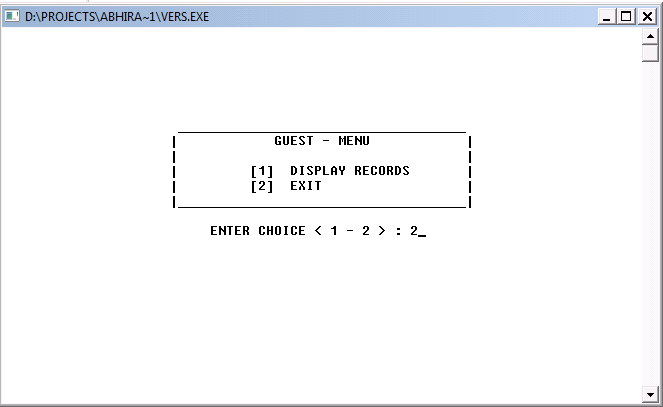 D:\PROJECTS\ABHIRA~1\VERS.EXE
GUEST - MENU
[1] DISPLAY RECORDS
[2] EXIT
ENTER CHOICE < 1 - 2 > : 2_